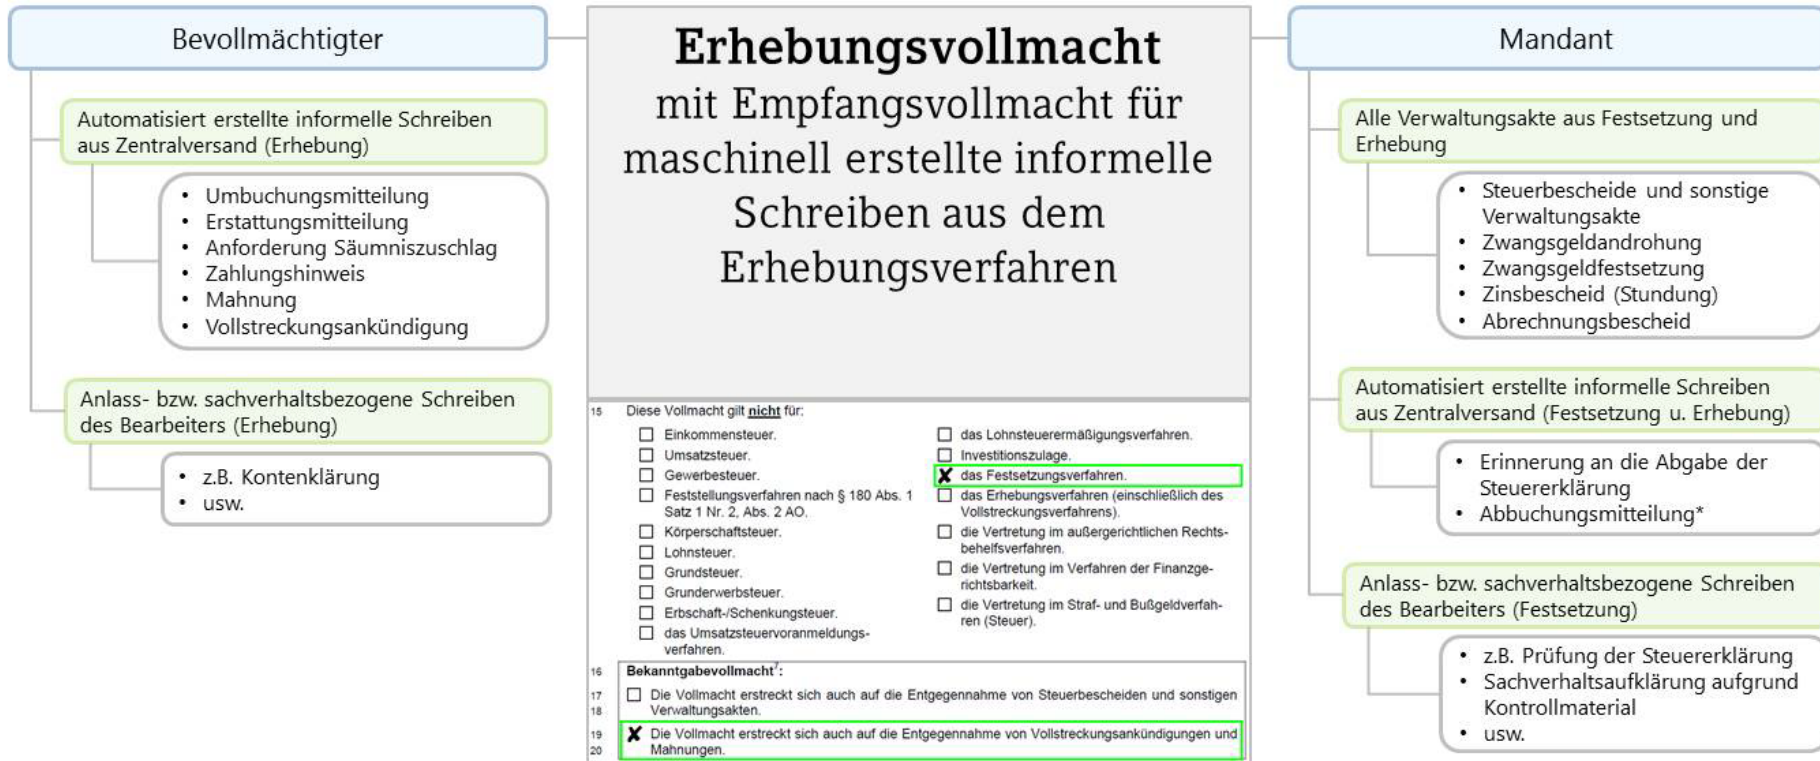 Bevollmächtigter
Automatisiert erstellte informelle Schreiben
aus Zentralversand (Erhebung)
• Umbuchungsmitteilung
• Erstattungsmitteilung
• Anforderung Säumniszuschlag
• Zahlungshinweis
• Mahnung
• Vollstreckungsankündigung
Anlass- bzw. sachverhaltsbezogene Schreiben
des Bearbeiters (Erhebung)
• z.B. Kontenklärung
• usw.
Erhebungsvollmacht
mit Empfangsvollmacht für
maschinell erstellte informelle
Schreiben aus dem
Erhebungsverfahren
15 Diese Vollmacht gilt nicht für:
Einkommensteuer.
Umsatzsteuer.
Gewerbesteuer.
Feststellungsverfahren nach § 180 Abs. 1
Satz 1 Nr. 2, Abs. 2 AO.
Körperschaftsteuer.
Lohnsteuer.
Grundsteuer.
Grunderwerbsteuer.
Erbschaft-/Schenkungsteuer.
das Umsatzsteuervoranmeldungs-
verfahren.
das Lohnsteuerermäßigungsverfahren.
Investitionszulage.
✘ das Festsetzungsverfahren.
das Erhebungsverfahren (einschließlich des
Vollstreckungsverfahrens).
die Vertretung im außergerichtlichen Rechts-
behelfsverfahren.
die Vertretung im Verfahren der Finanzge-
richtsbarkeit.
die Vertretung im Straf- und Bußgeldverfah-
ren (Steuer).
16 Bekanntgabevollmacht7:
17 Die Vollmacht erstreckt sich auch auf die Entgegennahme von Steuerbescheiden und sonstigen
18 Verwaltungsakten.
19 ✘ Die Vollmacht erstreckt sich auch auf die Entgegennahme von Vollstreckungsankündigungen und
20 Mahnungen.
Mandant
Alle Verwaltungsakte aus Festsetzung und
Erhebung
• Steuerbescheide und sonstige
Verwaltungsakte
• Zwangsgeldandrohung
• Zwangsgeldfestsetzung
• Zinsbescheid (Stundung)
• Abrechnungsbescheid
Automatisiert erstellte informelle Schreiben
aus Zentralversand (Festsetzung u. Erhebung)
• Erinnerung an die Abgabe der
Steuererklärung
• Abbuchungsmitteilung*
Anlass- bzw. sachverhaltsbezogene Schreiben
des Bearbeiters (Festsetzung)
• z.B. Prüfung der Steuererklärung
• Sachverhaltsaufklärung aufgrund
Kontrollmaterial
• usw.